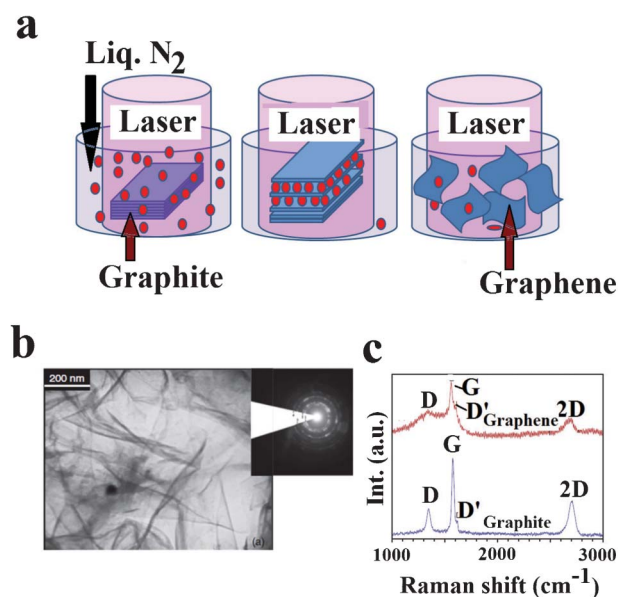 a
Liq. N₂
Laser Laser Laser
Graphite Graphene
b
200 nm
(a)
c
G
D D' Graphene 2D
G
D D' Graphite 2D
Int. (a.u.)
1000 2000 3000
Raman shift (cm⁻¹)